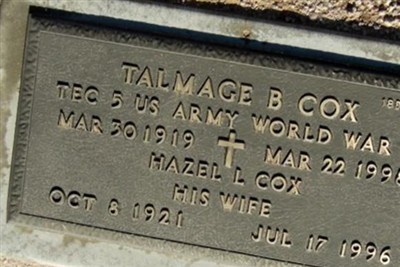 TALMAGE B COX
TEC 5 US ARMY WORLD WAR
MAR 30 1919 MAR 22 1998
HAZEL L COX
HIS WIFE
OCT 8 1921 JUL 17 1996